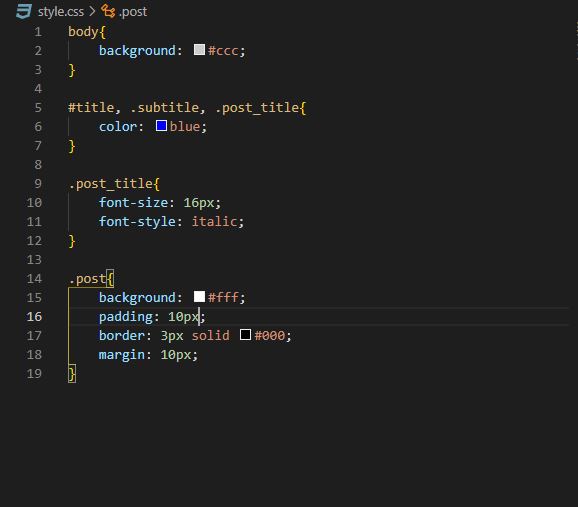 style.css > .post
1 body{
2 background: #ccc;
3 }
4
5 #title, .subtitle, .post_title{
6 color: blue;
7 }
8
9 .post_title{
10 font-size: 16px;
11 font-style: italic;
12 }
13
14 .post{
15 background: #fff;
16 padding: 10px;
17 border: 3px solid #000;
18 margin: 10px;
19 }